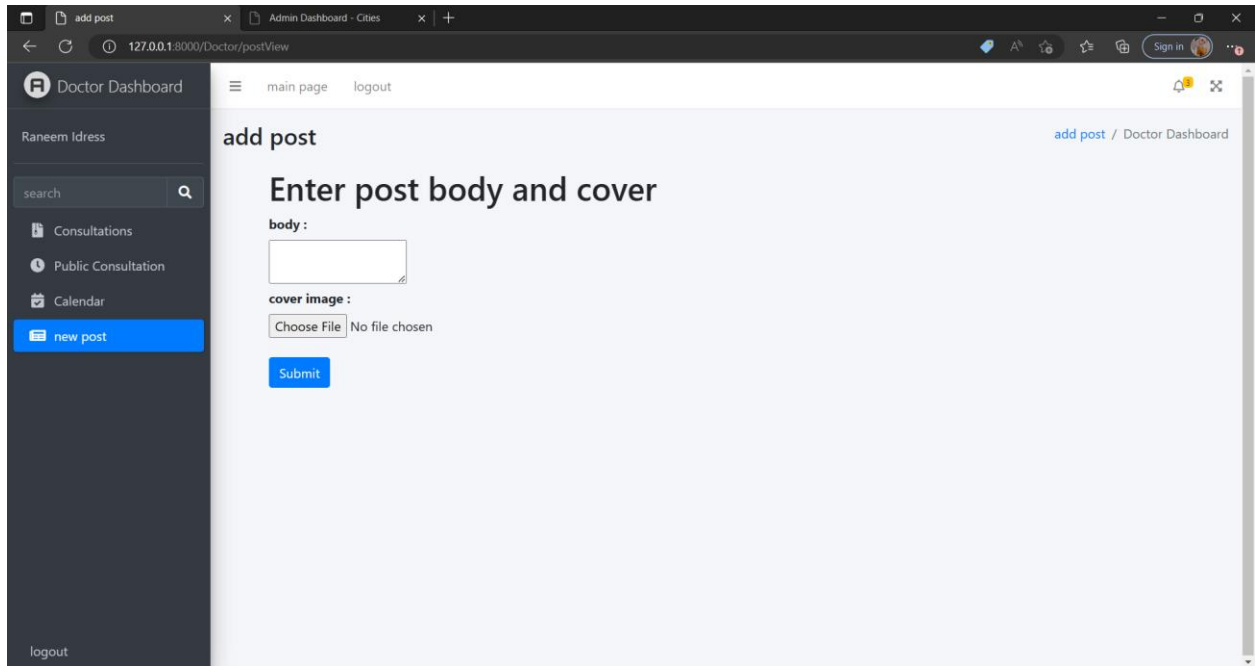 add post
Admin Dashboard - Cities
127.0.0.1:8000/Doctor/postView
Sign in
Doctor Dashboard
main page logout
3
Raneem Idress
add post
add post / Doctor Dashboard
search
Enter post body and cover
Consultations
body :
Public Consultation
Calendar
cover image :
new post
Choose File No file chosen
Submit
logout